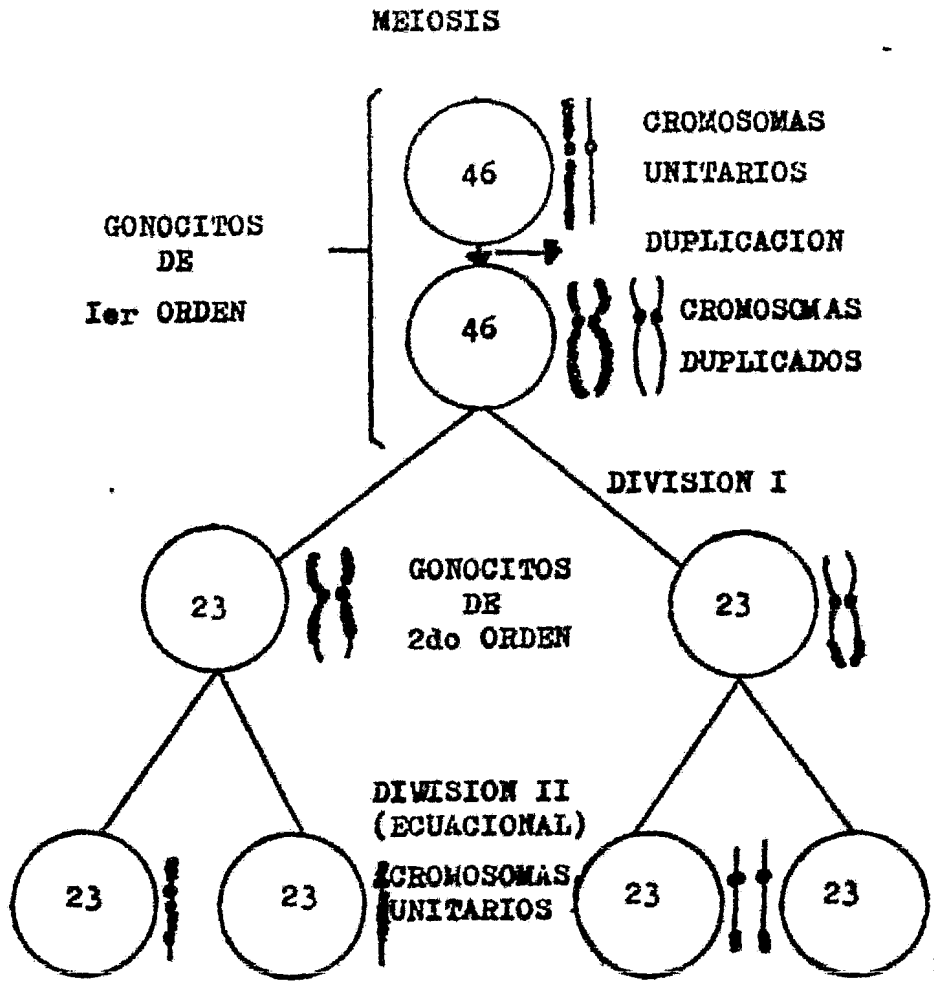 MEIOSIS
46
CROMOSOMAS
UNITARIOS
GONOCITOS
DE
Ier ORDEN
DUPLICACION
46
CROMOSOMAS
DUPLICADOS
DIVISION I
23
GONOCITOS
DE
2do ORDEN
23
DIVISION II
(ECUACIONAL)
23
23
CROMOSOMAS
UNITARIOS
23
23